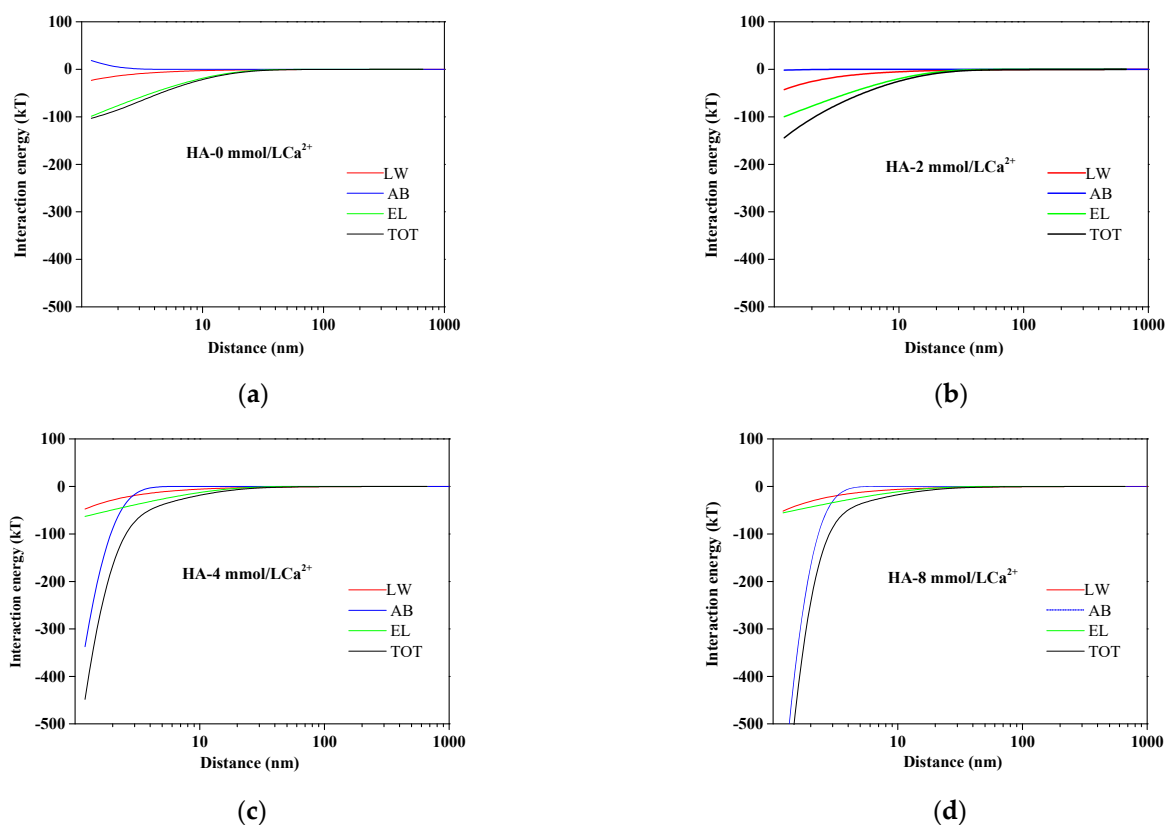 100
0
-100
-200
-300
-400
-500
Interaction energy (kT)
HA-0 mmol/LCa²⁺
LW
AB
EL
TOT
10
100
1000
Distance (nm)
(a)
100
0
-100
-200
-300
-400
-500
Interaction energy (kT)
HA-2 mmol/LCa²⁺
LW
AB
EL
TOT
10
100
1000
Distance (nm)
(b)
100
0
-100
-200
-300
-400
-500
Interaction energy (kT)
HA-4 mmol/LCa²⁺
LW
AB
EL
TOT
10
100
1000
Distance (nm)
(c)
100
0
-100
-200
-300
-400
-500
Interaction energy (kT)
HA-8 mmol/LCa²⁺
LW
AB
EL
TOT
10
100
1000
Distance (nm)
(d)